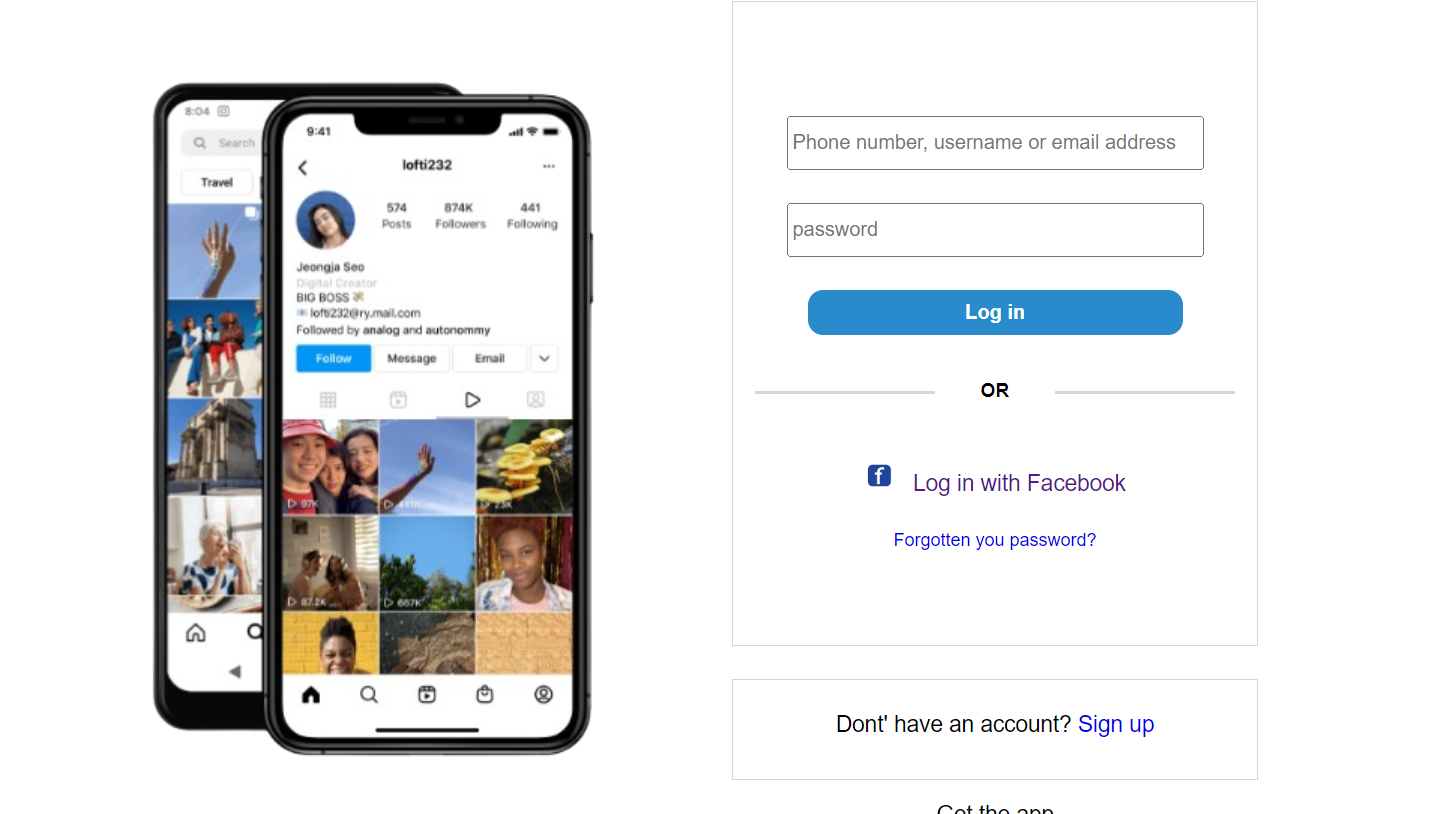 8:04
Search
Travel
9:41
lofti232
574
874K
441
Posts
Followers
Following
Jeongja Seo
Digital Creator
BIG BOSS
lofti232@ry.mail.com
Followed by analog and autonommy
Follow
Message
Email
97K
441K
23K
87.2K
667K
Phone number, username or email address
password
Log in
OR
f
Log in with Facebook
Forgotten you password?
Dont' have an account? Sign up
Get the app